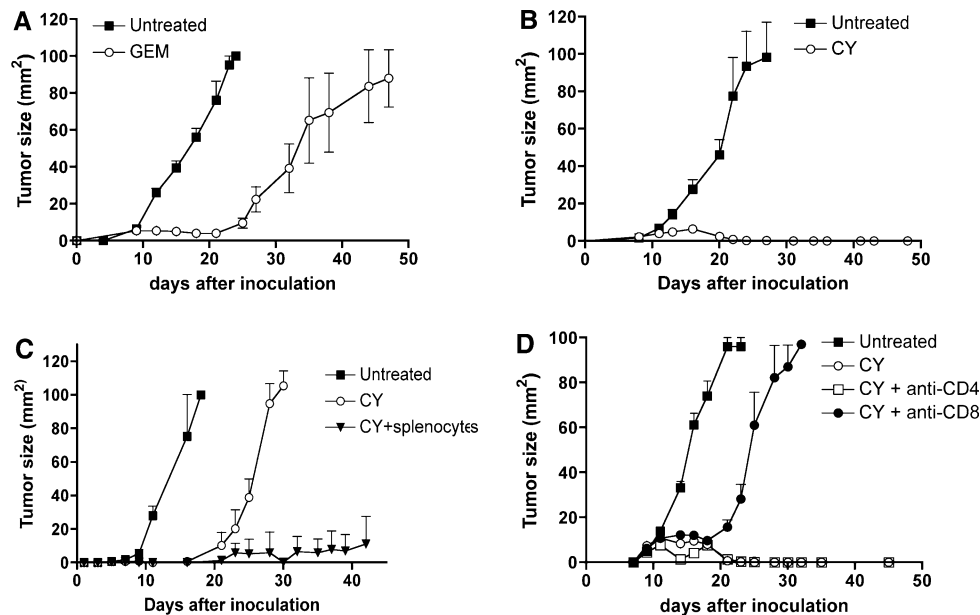 A
Untreated
GEM
Tumor size (mm²)
120
100
80
60
40
20
0
0 10 20 30 40 50
days after inoculation
B
Untreated
CY
Tumor size (mm²)
120
100
80
60
40
20
0
0 10 20 30 40 50
Days after inoculation
C
Untreated
CY
CY+splenocytes
Tumor size (mm²)
120
100
80
60
40
20
0
0 10 20 30 40
Days after inoculation
D
Untreated
CY
CY + anti-CD4
CY + anti-CD8
Tumor size (mm²)
100
80
60
40
20
0
0 10 20 30 40 50
days after inoculation